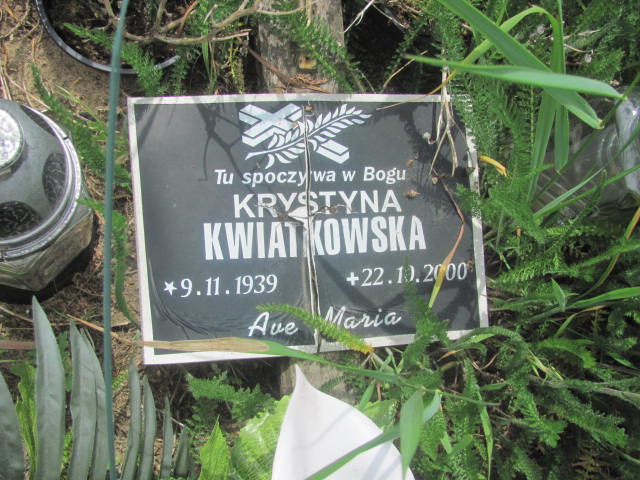 Tu spoczywa w Bogu
KRYSTYNA
KWIATKOWSKA
★9.11.1939 +22.10.2000
Ave Maria